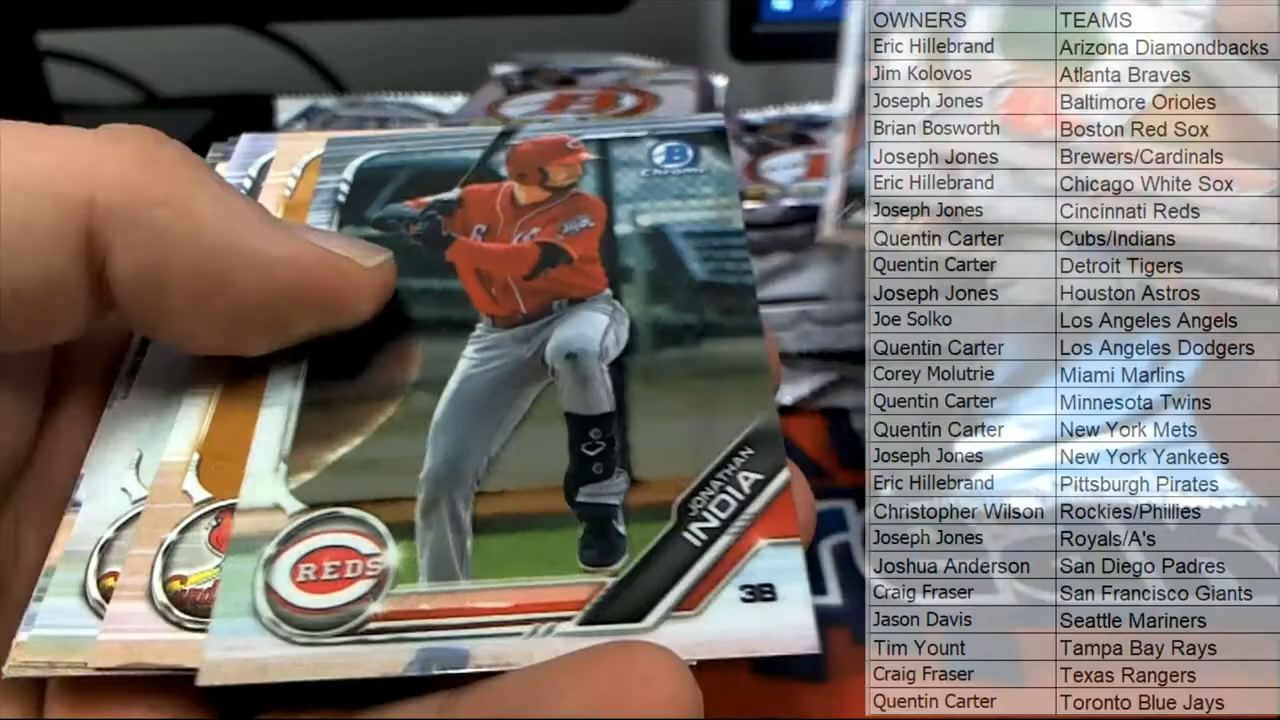 B
Chrome
JONATHAN
INDIA
REDS
3B
OWNERS TEAMS
Eric Hillebrand Arizona Diamondbacks
Jim Kolovos Atlanta Braves
Joseph Jones Baltimore Orioles
Brian Bosworth Boston Red Sox
Joseph Jones Brewers/Cardinals
Eric Hillebrand Chicago White Sox
Joseph Jones Cincinnati Reds
Quentin Carter Cubs/Indians
Quentin Carter Detroit Tigers
Joseph Jones Houston Astros
Joe Solko Los Angeles Angels
Quentin Carter Los Angeles Dodgers
Corey Molutrie Miami Marlins
Quentin Carter Minnesota Twins
Quentin Carter New York Mets
Joseph Jones New York Yankees
Eric Hillebrand Pittsburgh Pirates
Christopher Wilson Rockies/Phillies
Joseph Jones Royals/A's
Joshua Anderson San Diego Padres
Craig Fraser San Francisco Giants
Jason Davis Seattle Mariners
Tim Yount Tampa Bay Rays
Craig Fraser Texas Rangers
Quentin Carter Toronto Blue Jays